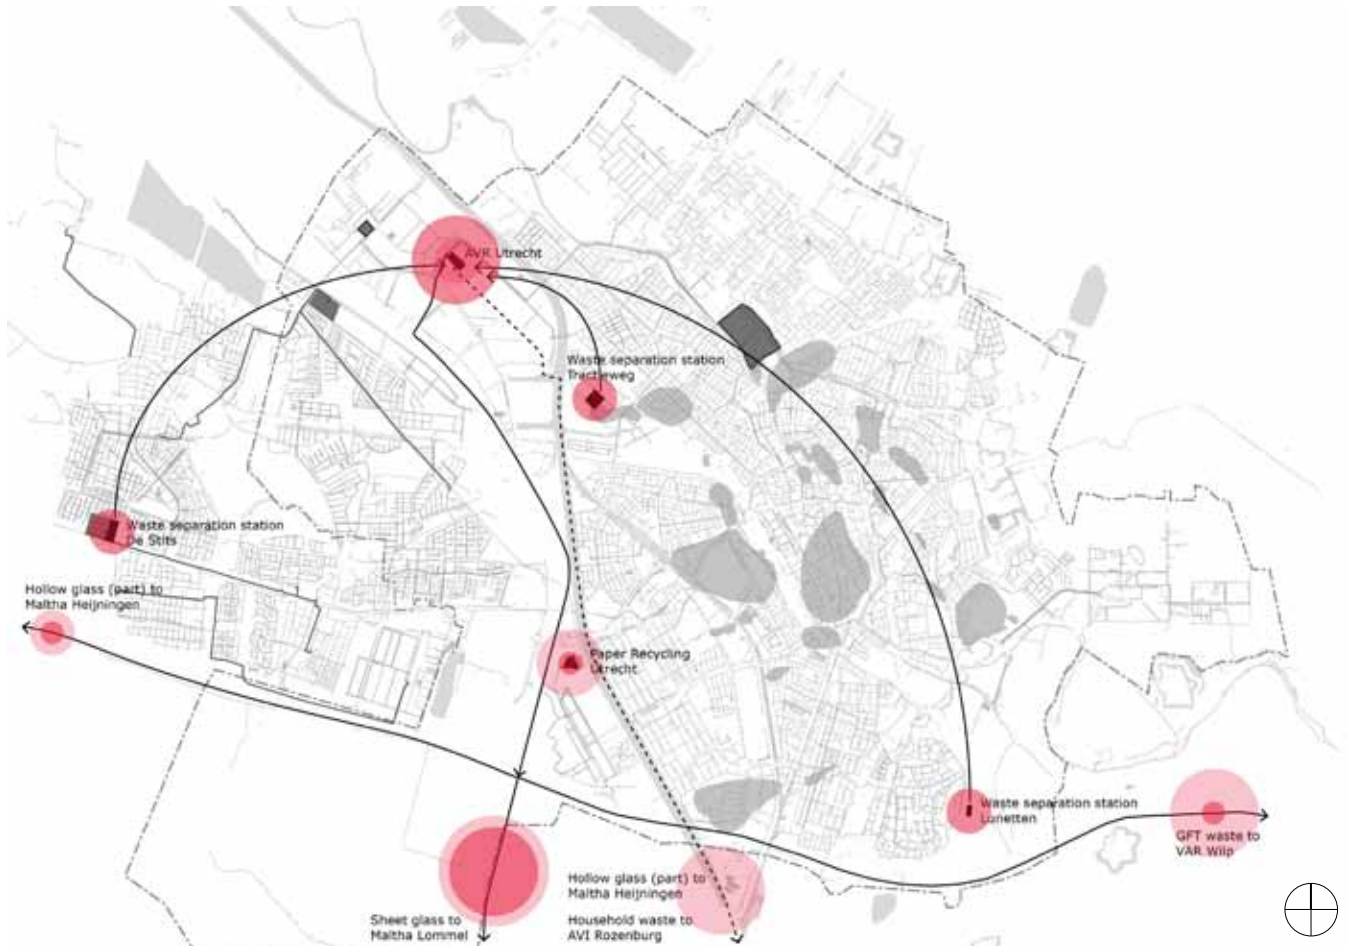 AVR Utrecht
Waste separation station
Tractieweg
Waste separation station
De Stits
Hollow glass (part) to
Maltha Heijningen
Paper Recycling
Utrecht
Waste separation station
Lunetten
GFT waste to
VAR Wilp
Hollow glass (part) to
Maltha Heijningen
Sheet glass to
Maltha Lommel
Household waste to
AVI Rozenburg